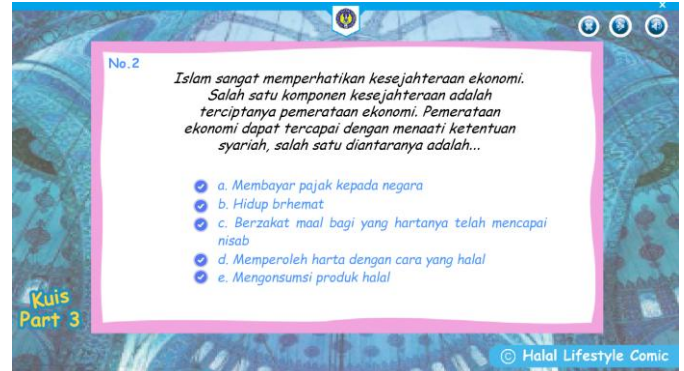 No.2
Islam sangat memperhatikan kesejahteraan ekonomi.
Salah satu komponen kesejahteraan adalah
terciptanya pemerataan ekonomi. Pemerataan
ekonomi dapat tercapai dengan menaati ketentuan
syariah, salah satu diantaranya adalah...
a. Membayar pajak kepada negara
b. Hidup brhemat
c. Berzakat maal bagi yang hartanya telah mencapai
nisab
d. Memperoleh harta dengan cara yang halal
e. Mengonsumsi produk halal
Kuis
Part 3
© Halal Lifestyle Comic